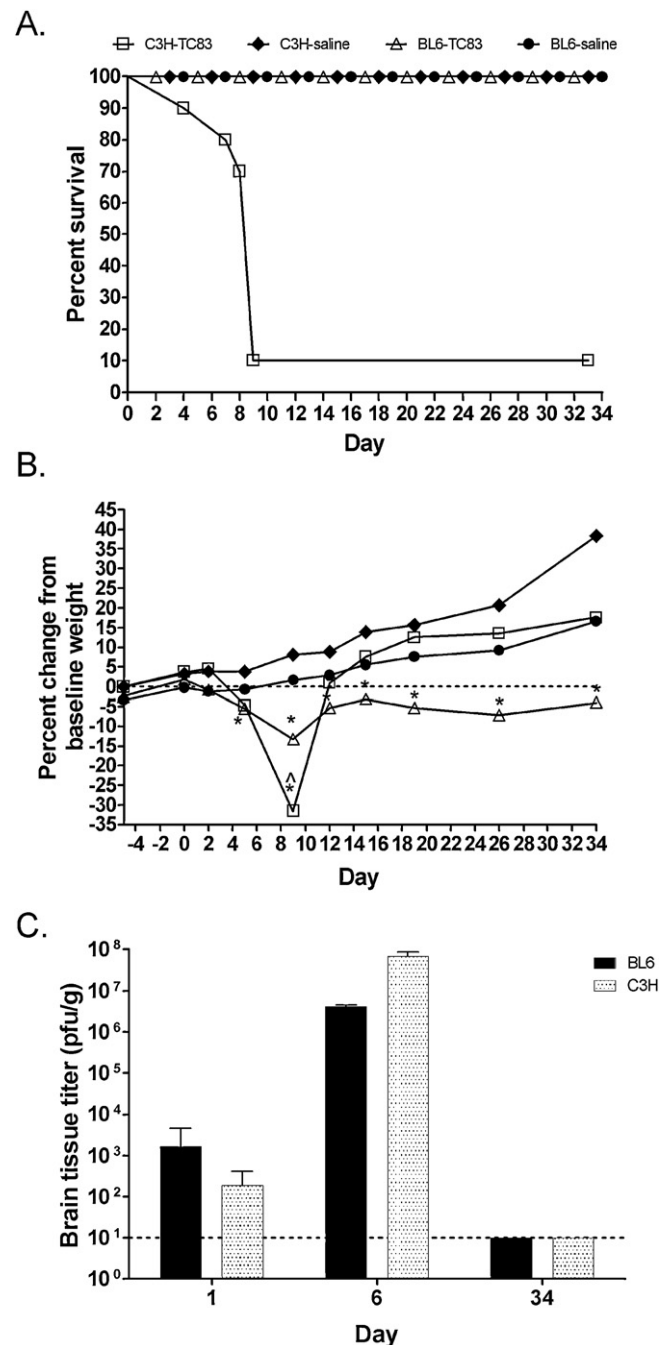 A.
C3H-TC83 C3H-saline BL6-TC83 BL6-saline
Percent survival
100
90
80
70
60
50
40
30
20
10
0
0 2 4 6 8 10 12 14 16 18 20 22 24 26 28 30 32 34
Day
B.
Percent change from
baseline weight
45
40
35
30
25
20
15
10
5
0
-5
-10
-15
-20
-25
-30
-35
* * * * * * *
^
*
-4 -2 0 2 4 6 8 10 12 14 16 18 20 22 24 26 28 30 32 34
Day
C.
Brain tissue titer (pfu/g)
BL6
C3H
10⁸
10⁷
10⁶
10⁵
10⁴
10³
10²
10¹
10⁰
1 6 34
Day